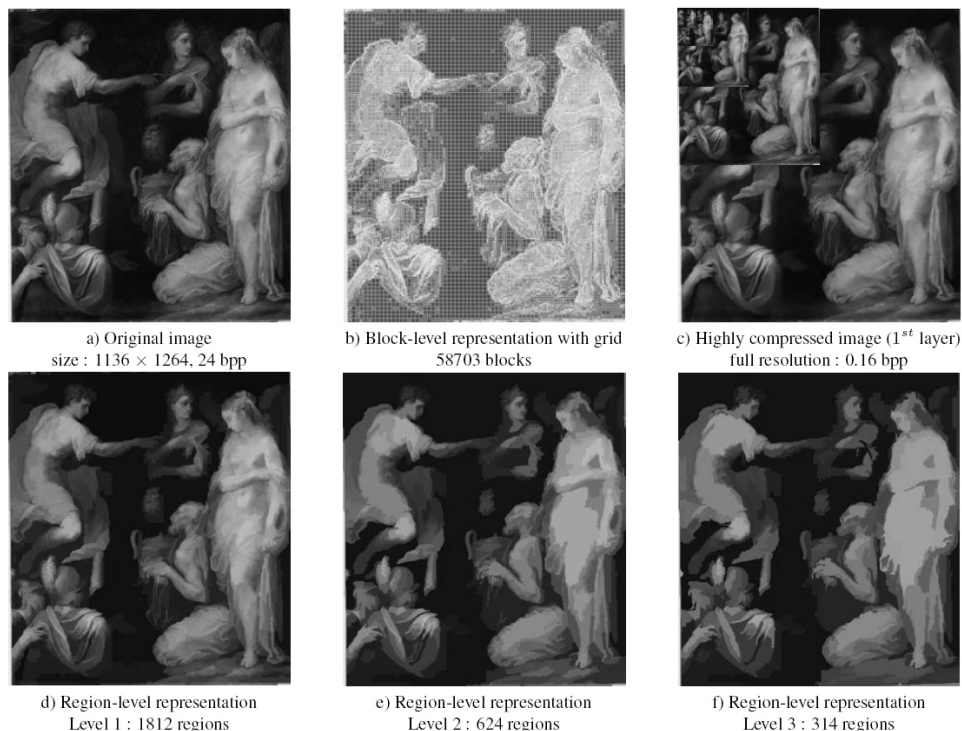 a) Original image
size : 1136 × 1264, 24 bpp
b) Block-level representation with grid
58703 blocks
c) Highly compressed image (1st layer)
full resolution : 0.16 bpp
d) Region-level representation
Level 1 : 1812 regions
e) Region-level representation
Level 2 : 624 regions
f) Region-level representation
Level 3 : 314 regions